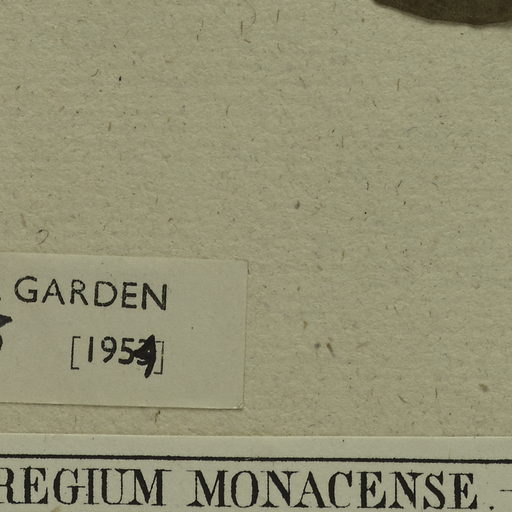 GARDEN
[1954]
REGIUM MONACENSE.